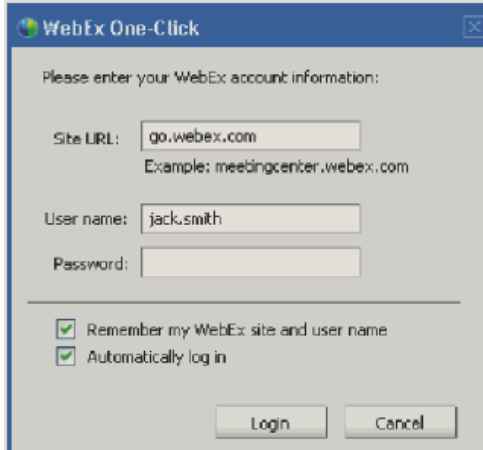 WebEx One-Click
Please enter your WebEx account information:
Site URL: go.webex.com
Example: meetingcenter.webex.com
User name: jack.smith
Password:
Remember my WebEx site and user name
Automatically log in
Login Cancel